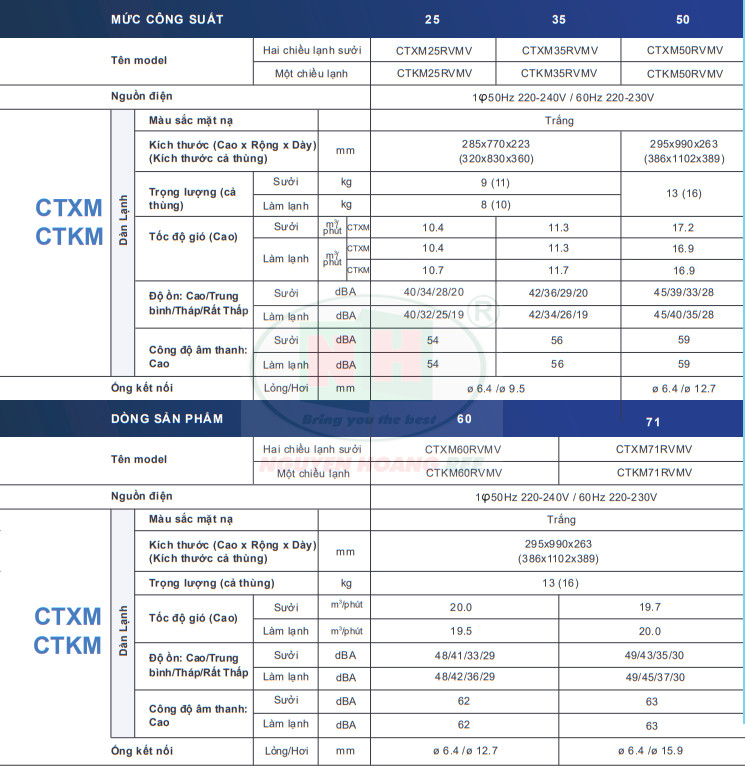 MỨC CÔNG SUẤT 25 35 50
Tên model Hai chiều lạnh sưởi CTXM25RVMV CTXM35RVMV CTXM50RVMV
Một chiều lạnh CTKM25RVMV CTKM35RVMV CTKM50RVMV
Nguồn điện 1φ50Hz 220-240V / 60Hz 220-230V
CTXM
CTKM
Dàn Lạnh
Màu sắc mặt nạ Trắng
Kích thước (Cao x Rộng x Dày) mm 285x770x223 295x990x263
(Kích thước cả thùng) (320x830x360) (386x1102x389)
Trọng lượng (cả thùng) Sưởi kg 9 (11) 13 (16)
Làm lạnh kg 8 (10)
Tốc độ gió (Cao) Sưởi m³/phút CTXM 10.4 11.3 17.2
Làm lạnh m³/phút CTXM 10.4 11.3 16.9
CTKM 10.7 11.7 16.9
Độ ồn: Cao/Trung Sưởi dBA 40/34/28/20 42/36/29/20 45/39/33/28
bình/Tháp/Rất Thấp Làm lạnh dBA 40/32/25/19 42/34/26/19 45/40/35/28
Công độ âm thanh: Sưởi dBA 54 56 59
Cao Làm lạnh dBA 54 56 59
Óng kết nối Lỏng/Hơi mm ø 6.4 /ø 9.5 ø 6.4 /ø 12.7
NH ®
Bring you the best
NGUYEN HOANG REE
DÒNG SẢN PHẨM 60 71
Tên model Hai chiều lạnh sưởi CTXM60RVMV CTXM71RVMV
Một chiều lạnh CTKM60RVMV CTKM71RVMV
Nguồn điện 1φ50Hz 220-240V / 60Hz 220-230V
CTXM
CTKM
Dàn Lạnh
Màu sắc mặt nạ Trắng
Kích thước (Cao x Rộng x Dày) mm 295x990x263
(Kích thước cả thùng) (386x1102x389)
Trọng lượng (cả thùng) kg 13 (16)
Tốc độ gió (Cao) Sưởi m³/phút 20.0 19.7
Làm lạnh m³/phút 19.5 20.0
Độ ồn: Cao/Trung Sưởi dBA 48/41/33/29 49/43/35/30
bình/Tháp/Rất Thấp Làm lạnh dBA 48/42/36/29 49/45/37/30
Công độ âm thanh: Sưởi dBA 62 63
Cao Làm lạnh dBA 62 63
Óng kết nối Lỏng/Hơi mm ø 6.4 /ø 12.7 ø 6.4 /ø 15.9